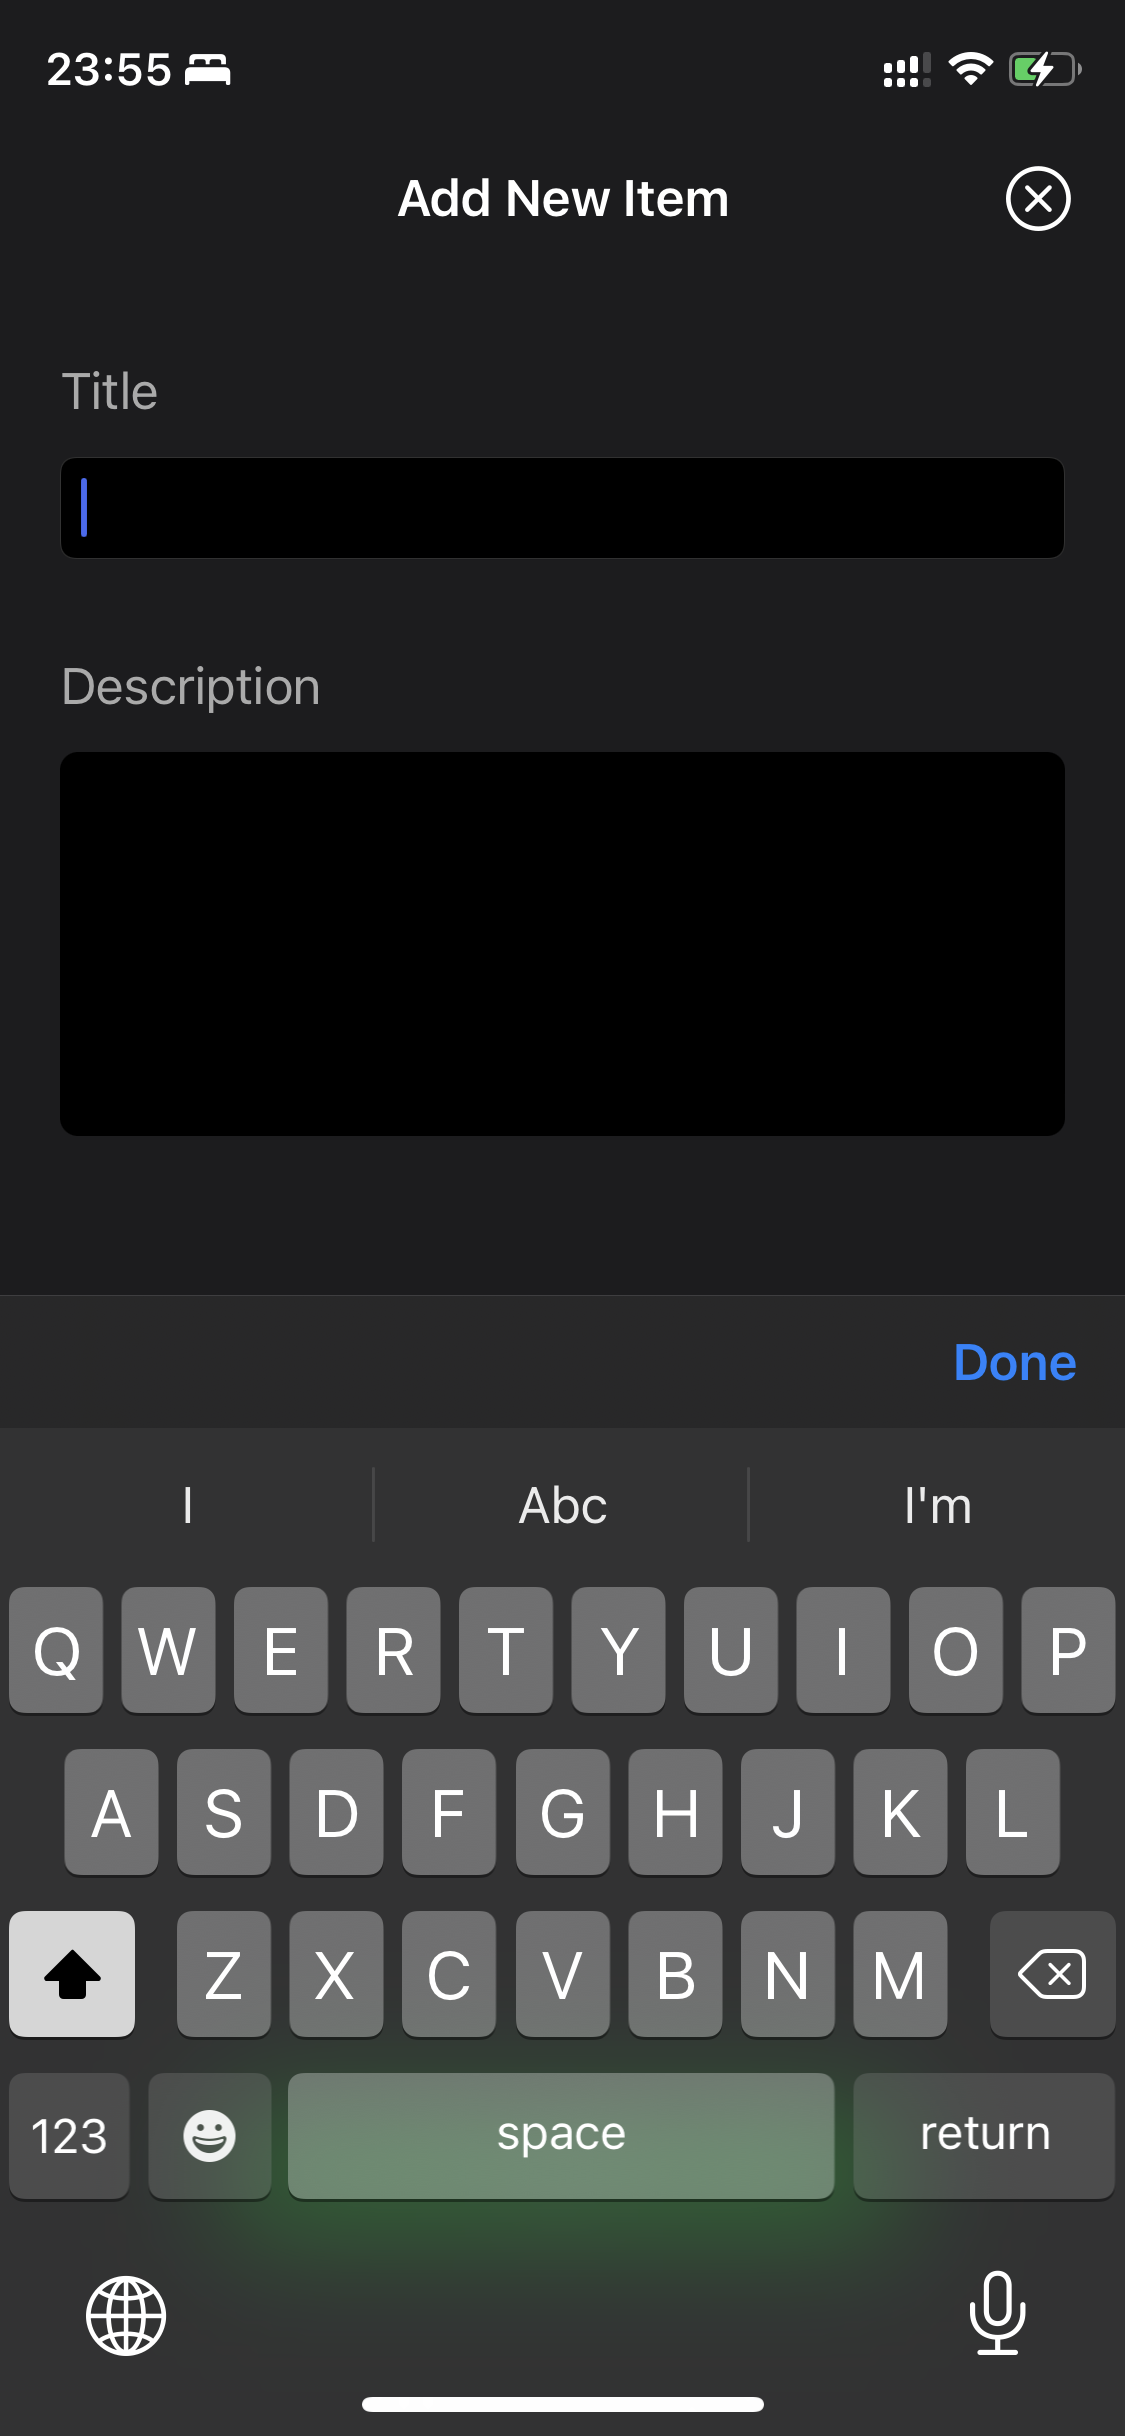 23:55
Add New Item
Title
Description
Done
I Abc I'm
Q W E R T Y U I O P
A S D F G H J K L
Z X C V B N M
123 space return